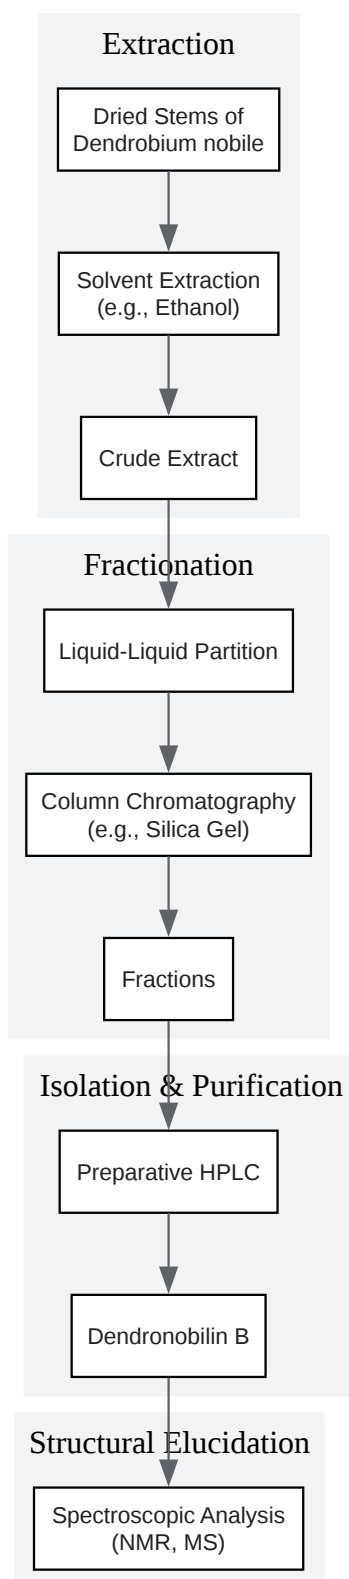 Extraction
Dried Stems of
Dendrobium nobile
Solvent Extraction
(e.g., Ethanol)
Crude Extract
Fractionation
Liquid-Liquid Partition
Column Chromatography
(e.g., Silica Gel)
Fractions
Isolation & Purification
Preparative HPLC
Dendronobilin B
Structural Elucidation
Spectroscopic Analysis
(NMR, MS)